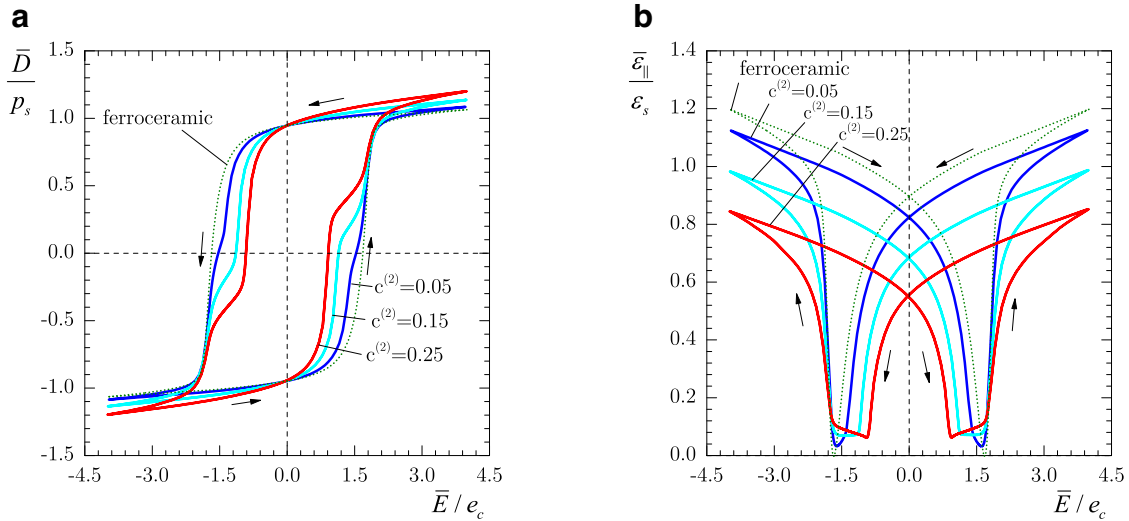 a
D̅
p_s
1.5
1.0
0.5
0.0
-0.5
-1.0
-1.5
-4.5 -3.0 -1.5 0.0 1.5 3.0 4.5
E̅ / e_c
ferroceramic
c^(2)=0.05
c^(2)=0.15
c^(2)=0.25
b
ε̅_∥
ε_s
1.4
1.2
1.0
0.8
0.6
0.4
0.2
0.0
-4.5 -3.0 -1.5 0.0 1.5 3.0 4.5
E̅ / e_c
ferroceramic
c^(2)=0.05
c^(2)=0.15
c^(2)=0.25